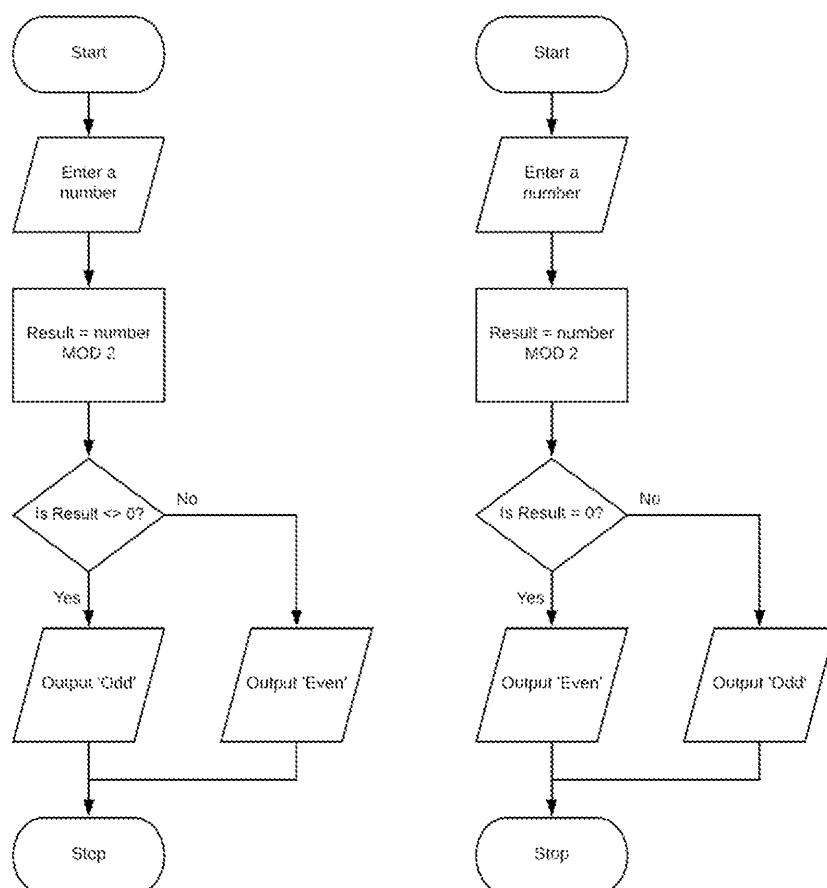 Start
Enter a
number
Result = number
MOD 2
Is Result <> 0?
No
Yes
Output 'Odd'
Output 'Even'
Stop
Start
Enter a
number
Result = number
MOD 2
Is Result = 0?
No
Yes
Output 'Even'
Output 'Odd'
Stop